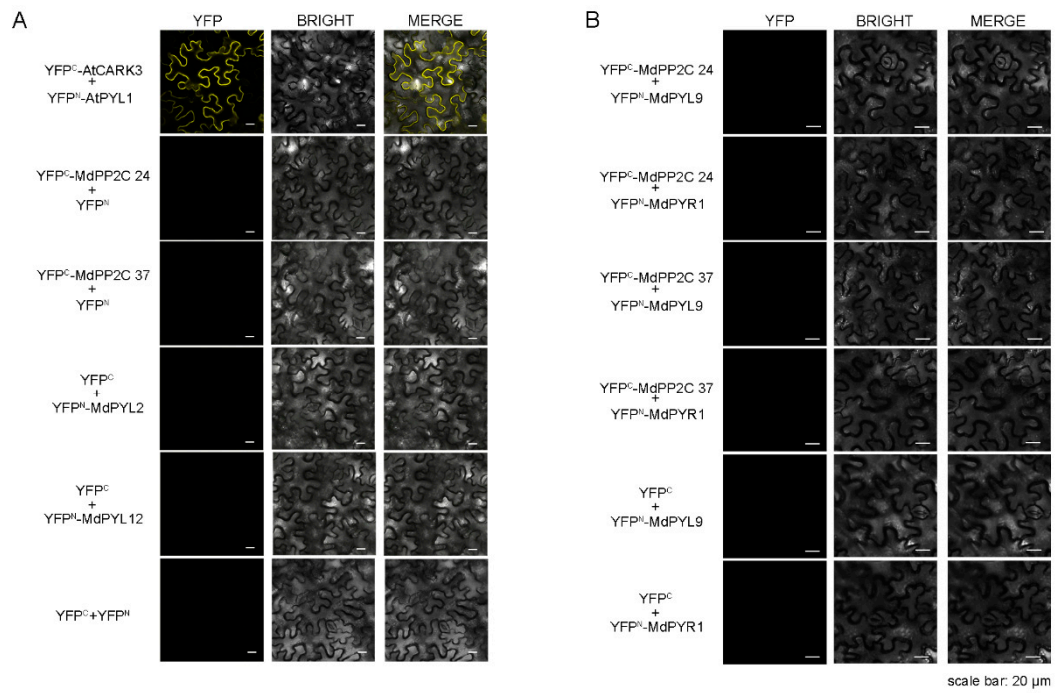 A
YFP BRIGHT MERGE
YFPᶜ-AtCARK3
+
YFPᴺ-AtPYL1
YFPᶜ-MdPP2C 24
+
YFPᴺ
YFPᶜ-MdPP2C 37
+
YFPᴺ
YFPᶜ
+
YFPᴺ-MdPYL2
YFPᶜ
+
YFPᴺ-MdPYL12
YFPᶜ+YFPᴺ
B
YFP BRIGHT MERGE
YFPᶜ-MdPP2C 24
+
YFPᴺ-MdPYL9
YFPᶜ-MdPP2C 24
+
YFPᴺ-MdPYR1
YFPᶜ-MdPP2C 37
+
YFPᴺ-MdPYL9
YFPᶜ-MdPP2C 37
+
YFPᴺ-MdPYR1
YFPᶜ
+
YFPᴺ-MdPYL9
YFPᶜ
+
YFPᴺ-MdPYR1
scale bar: 20 μm